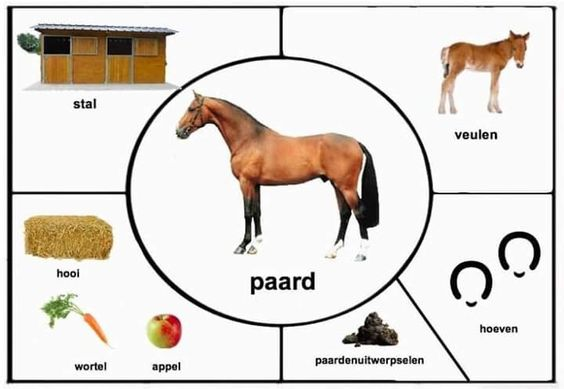 stal
veulen
paard
hooi
wortel
appel
paardenuitwerpselen
hoeven